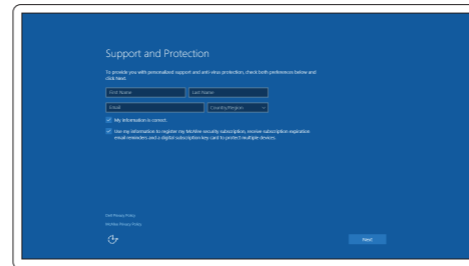 Support and Protection
To provide you with personalized support and anti-virus protection, check both preferences below and
click Next.
First Name
Last Name
Email
Country/Region
My information is correct.
Use my information to register my McAfee security subscription, receive subscription expiration
email reminders and a digital subscription key card to protect multiple devices.
Dell Privacy Policy
McAfee Privacy Policy
Next